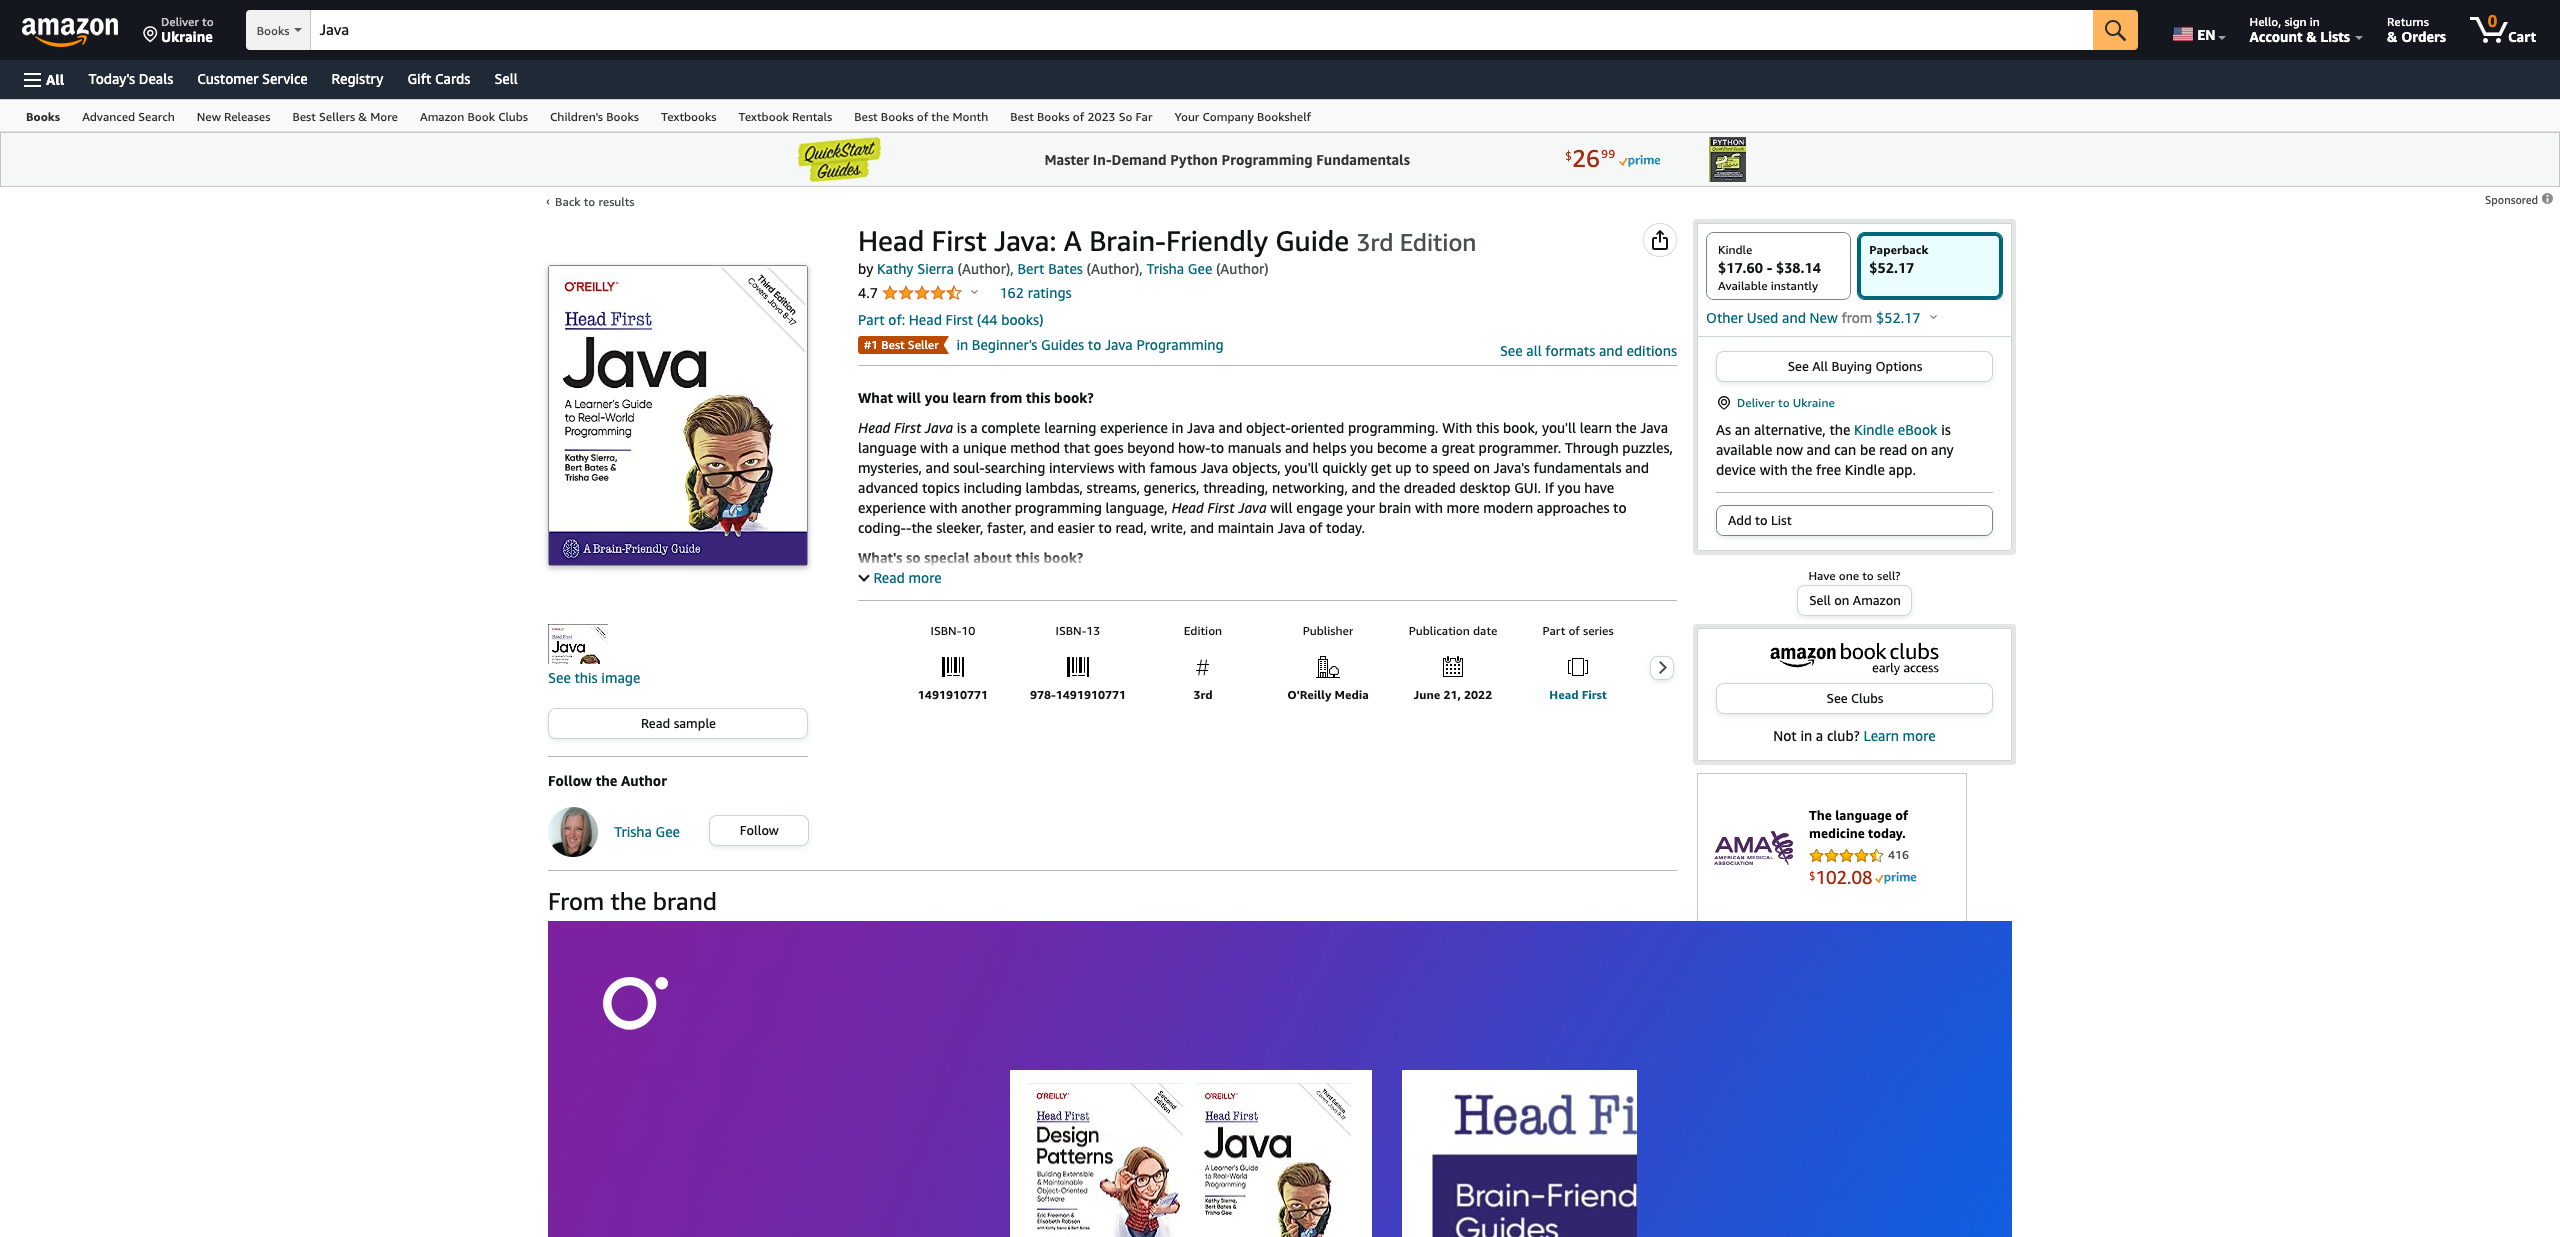 amazon
Deliver to
Ukraine
Books
Java
EN
Hello, sign in
Account & Lists
Returns
& Orders
0
Cart
All
Today's Deals
Customer Service
Registry
Gift Cards
Sell
Books
Advanced Search
New Releases
Best Sellers & More
Amazon Book Clubs
Children's Books
Textbooks
Textbook Rentals
Best Books of the Month
Best Books of 2023 So Far
Your Company Bookshelf
QuickStart
Guides
Master In-Demand Python Programming Fundamentals
$26 99 prime
PYTHON
‹ Back to results
Sponsored
O'REILLY®
Third Edition
Covers Java 8-17
Head First
Java
A Learner's Guide
to Real-World
Programming
Kathy Sierra,
Bert Bates &
Trisha Gee
A Brain-Friendly Guide
Java
See this image
Read sample
Follow the Author
Trisha Gee
Follow
Head First Java: A Brain-Friendly Guide 3rd Edition
by Kathy Sierra (Author), Bert Bates (Author), Trisha Gee (Author)
4.7
162 ratings
Part of: Head First (44 books)
#1 Best Seller in Beginner's Guides to Java Programming
See all formats and editions
What will you learn from this book?
Head First Java is a complete learning experience in Java and object-oriented programming. With this book, you'll learn the Java
language with a unique method that goes beyond how-to manuals and helps you become a great programmer. Through puzzles,
mysteries, and soul-searching interviews with famous Java objects, you'll quickly get up to speed on Java's fundamentals and
advanced topics including lambdas, streams, generics, threading, networking, and the dreaded desktop GUI. If you have
experience with another programming language, Head First Java will engage your brain with more modern approaches to
coding--the sleeker, faster, and easier to read, write, and maintain Java of today.
What's so special about this book?
Read more
ISBN-10
1491910771
ISBN-13
978-1491910771
Edition
#
3rd
Publisher
O'Reilly Media
Publication date
June 21, 2022
Part of series
Head First
Kindle
$17.60 - $38.14
Available instantly
Paperback
$52.17
Other Used and New from $52.17
See All Buying Options
Deliver to Ukraine
As an alternative, the Kindle eBook is
available now and can be read on any
device with the free Kindle app.
Add to List
Have one to sell?
Sell on Amazon
amazon book clubs
early access
See Clubs
Not in a club? Learn more
AMA
AMERICAN MEDICAL
ASSOCIATION
The language of
medicine today.
416
$102.08 prime
From the brand
O'REILLY®
Second
Edition
Head First
Design
Patterns
Building Extensible
& Maintainable
Object-Oriented
Software
Eric Freeman &
Elisabeth Robson
with Kathy Sierra & Bert Bates
O'REILLY®
Third Edition
Covers Java 8-17
Head First
Java
A Learner's Guide
to Real-World
Programming
Kathy Sierra,
Bert Bates &
Trisha Gee
Head Fi
Brain-Friend
Guides